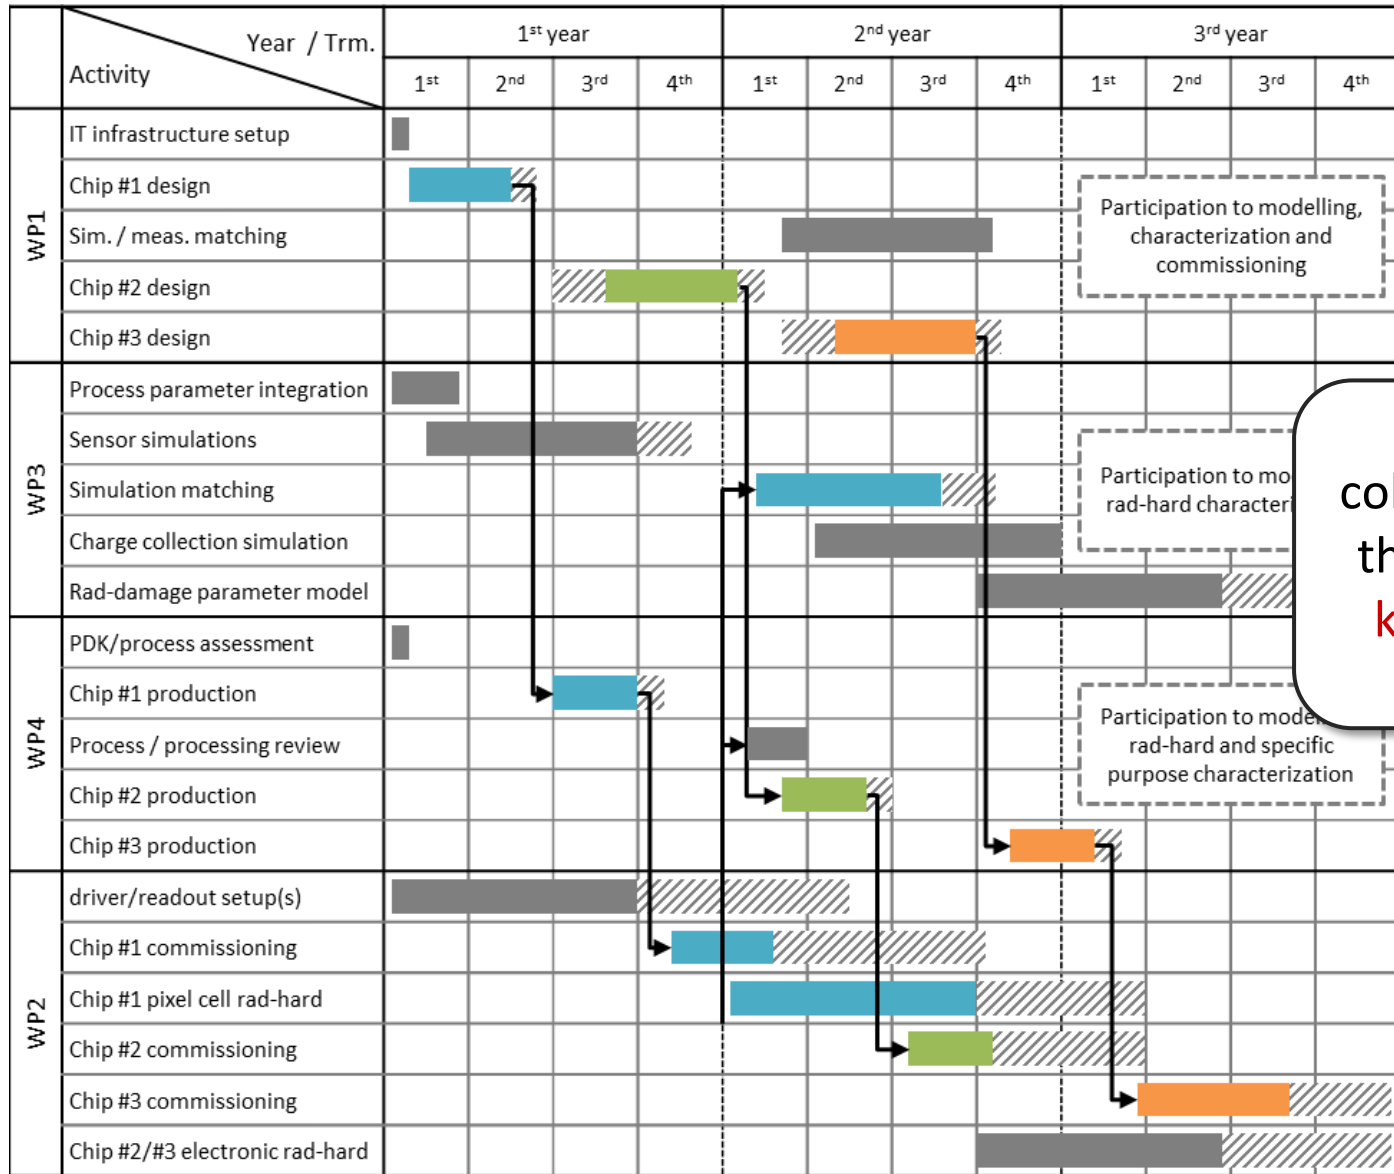 Year / Trm.
Activity
1st year
2nd year
3rd year
1st
2nd
3rd
4th
1st
2nd
3rd
4th
1st
2nd
3rd
4th
WP1
IT infrastructure setup
Chip #1 design
Sim. / meas. matching
Chip #2 design
Chip #3 design
Participation to modelling,
characterization and
commissioning
WP3
Process parameter integration
Sensor simulations
Simulation matching
Charge collection simulation
Rad-damage parameter model
Participation to
rad-hard
WP4
PDK/process assessment
Chip #1 production
Process / processing review
Chip #2 production
Chip #3 production
Participation to
rad-hard and specific
purpose characterization
WP2
driver/readout setup(s)
Chip #1 commissioning
Chip #1 pixel cell rad-hard
Chip #2 commissioning
Chip #3 commissioning
Chip #2/#3 electronic rad-hard